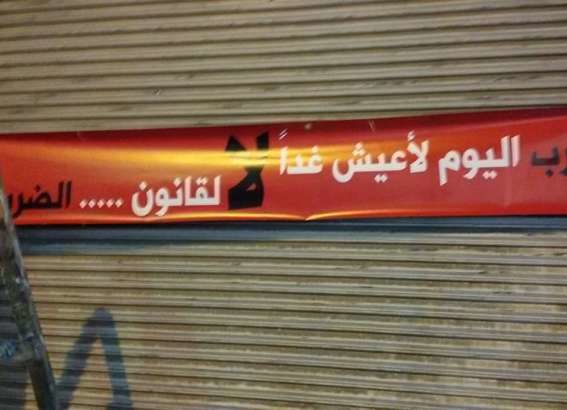 اليوم لأعيش غداً لا لقانون .....